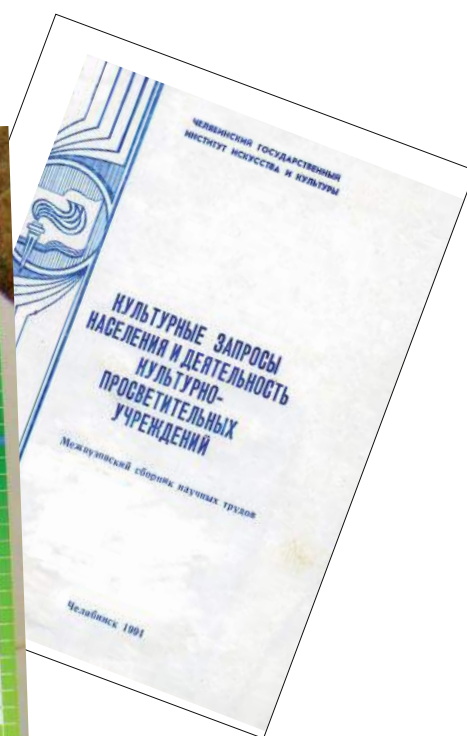 ЧЕЛЯБИНСКИЙ ГОСУДАРСТВЕННЫЙ
ИНСТИТУТ ИСКУССТВА И КУЛЬТУРЫ
КУЛЬТУРНЫЕ ЗАПРОСЫ
НАСЕЛЕНИЯ И ДЕЯТЕЛЬНОСТЬ
КУЛЬТУРНО-
ПРОСВЕТИТЕЛЬНЫХ
УЧРЕЖДЕНИЙ
Межвузовский сборник научных трудов
Челябинск 1991